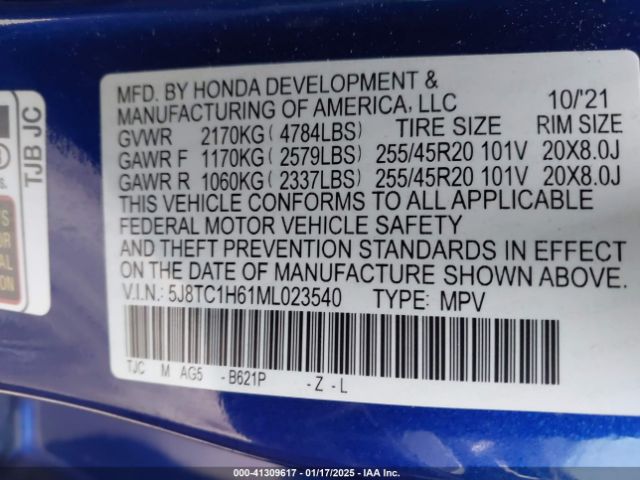 MFD. BY HONDA DEVELOPMENT &
MANUFACTURING OF AMERICA, LLC 10/'21
GVWR 2170KG( 4784LBS) TIRE SIZE RIM SIZE
GAWR F 1170KG( 2579LBS) 255/45R20 101V 20X8.0J
GAWR R 1060KG( 2337LBS) 255/45R20 101V 20X8.0J
THIS VEHICLE CONFORMS TO ALL APPLICABLE
FEDERAL MOTOR VEHICLE SAFETY
AND THEFT PREVENTION STANDARDS IN EFFECT
ON THE DATE OF MANUFACTURE SHOWN ABOVE.
V.I.N.: 5J8TC1H61ML023540 TYPE: MPV
TJC M AG5 - B621P - Z - L
TJB JC
000-41309617 - 01/17/2025 - IAA Inc.